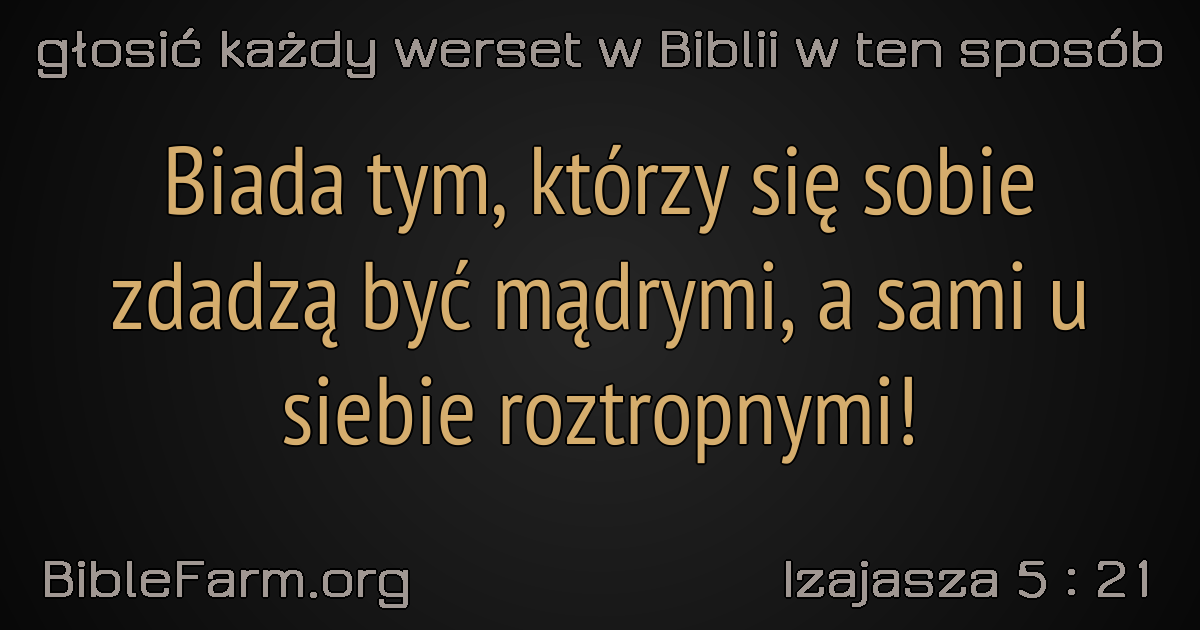 głosić każdy werset w Biblii w ten sposób
Biada tym, którzy się sobie
zdadzą być mądrymi, a sami u
siebie roztropnymi!
BibleFarm.org
Izajasza 5 : 21